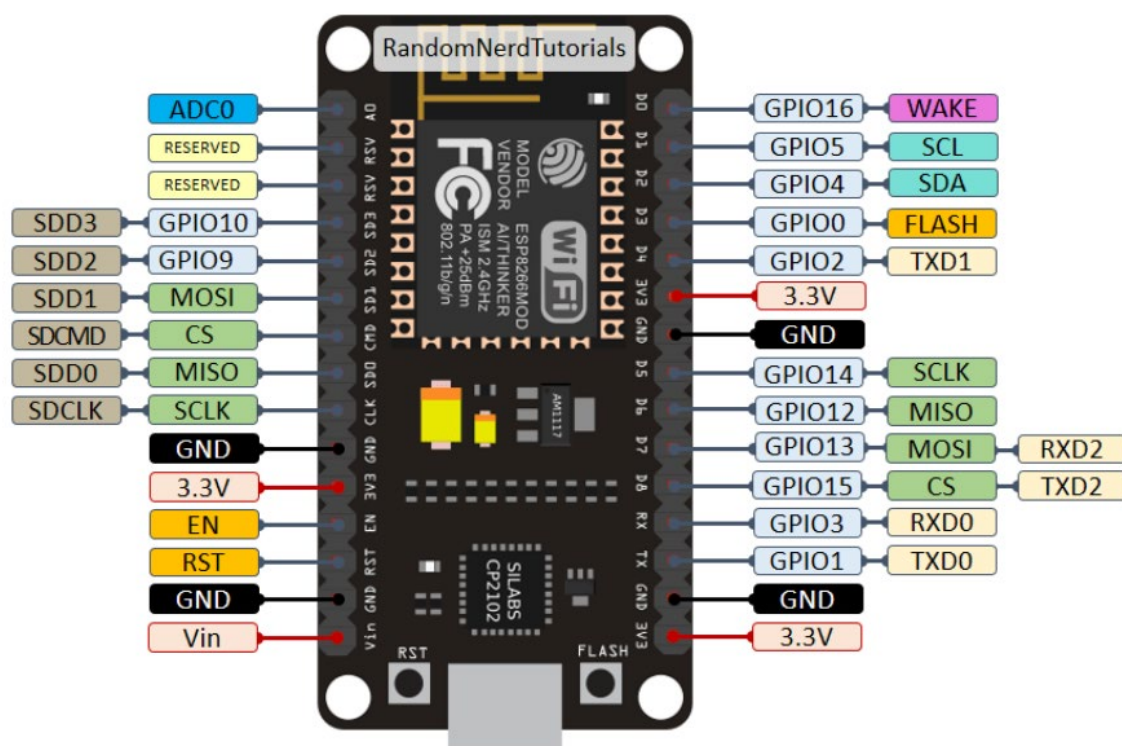 RandomNerdTutorials
ADC0 A0
RESERVED RSV
RESERVED RSV
SDD3 GPIO10 SD3
SDD2 GPIO9 SD2
SDD1 MOSI SD1
SDCMD CS CMD
SDD0 MISO SD0
SDCLK SCLK CLK
GND GND
3.3V 3V3
EN EN
RST RST
GND GND
Vin Vin
MODEL ESP8266MOD
VENDOR AI/THINKER
ISM 2.4GHz
PA +25dBm
802.11b/g/n
FC
WiFi
AM1117
SILABS
CP2102
RST
FLASH
D0 GPIO16 WAKE
D1 GPIO5 SCL
D2 GPIO4 SDA
D3 GPIO0 FLASH
D4 GPIO2 TXD1
3V3 3.3V
GND GND
D5 GPIO14 SCLK
D6 GPIO12 MISO
D7 GPIO13 MOSI RXD2
D8 GPIO15 CS TXD2
RX GPIO3 RXD0
TX GPIO1 TXD0
GND GND
3V3 3.3V